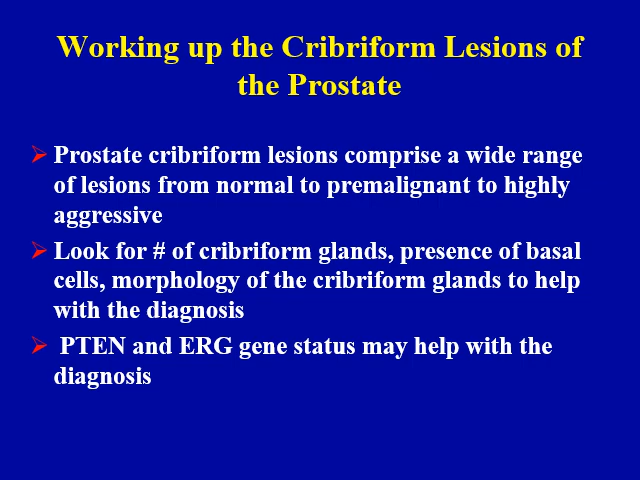 Working up the Cribriform Lesions of
the Prostate
Prostate cribriform lesions comprise a wide range
of lesions from normal to premalignant to highly
aggressive
Look for # of cribriform glands, presence of basal
cells, morphology of the cribriform glands to help
with the diagnosis
PTEN and ERG gene status may help with the
diagnosis